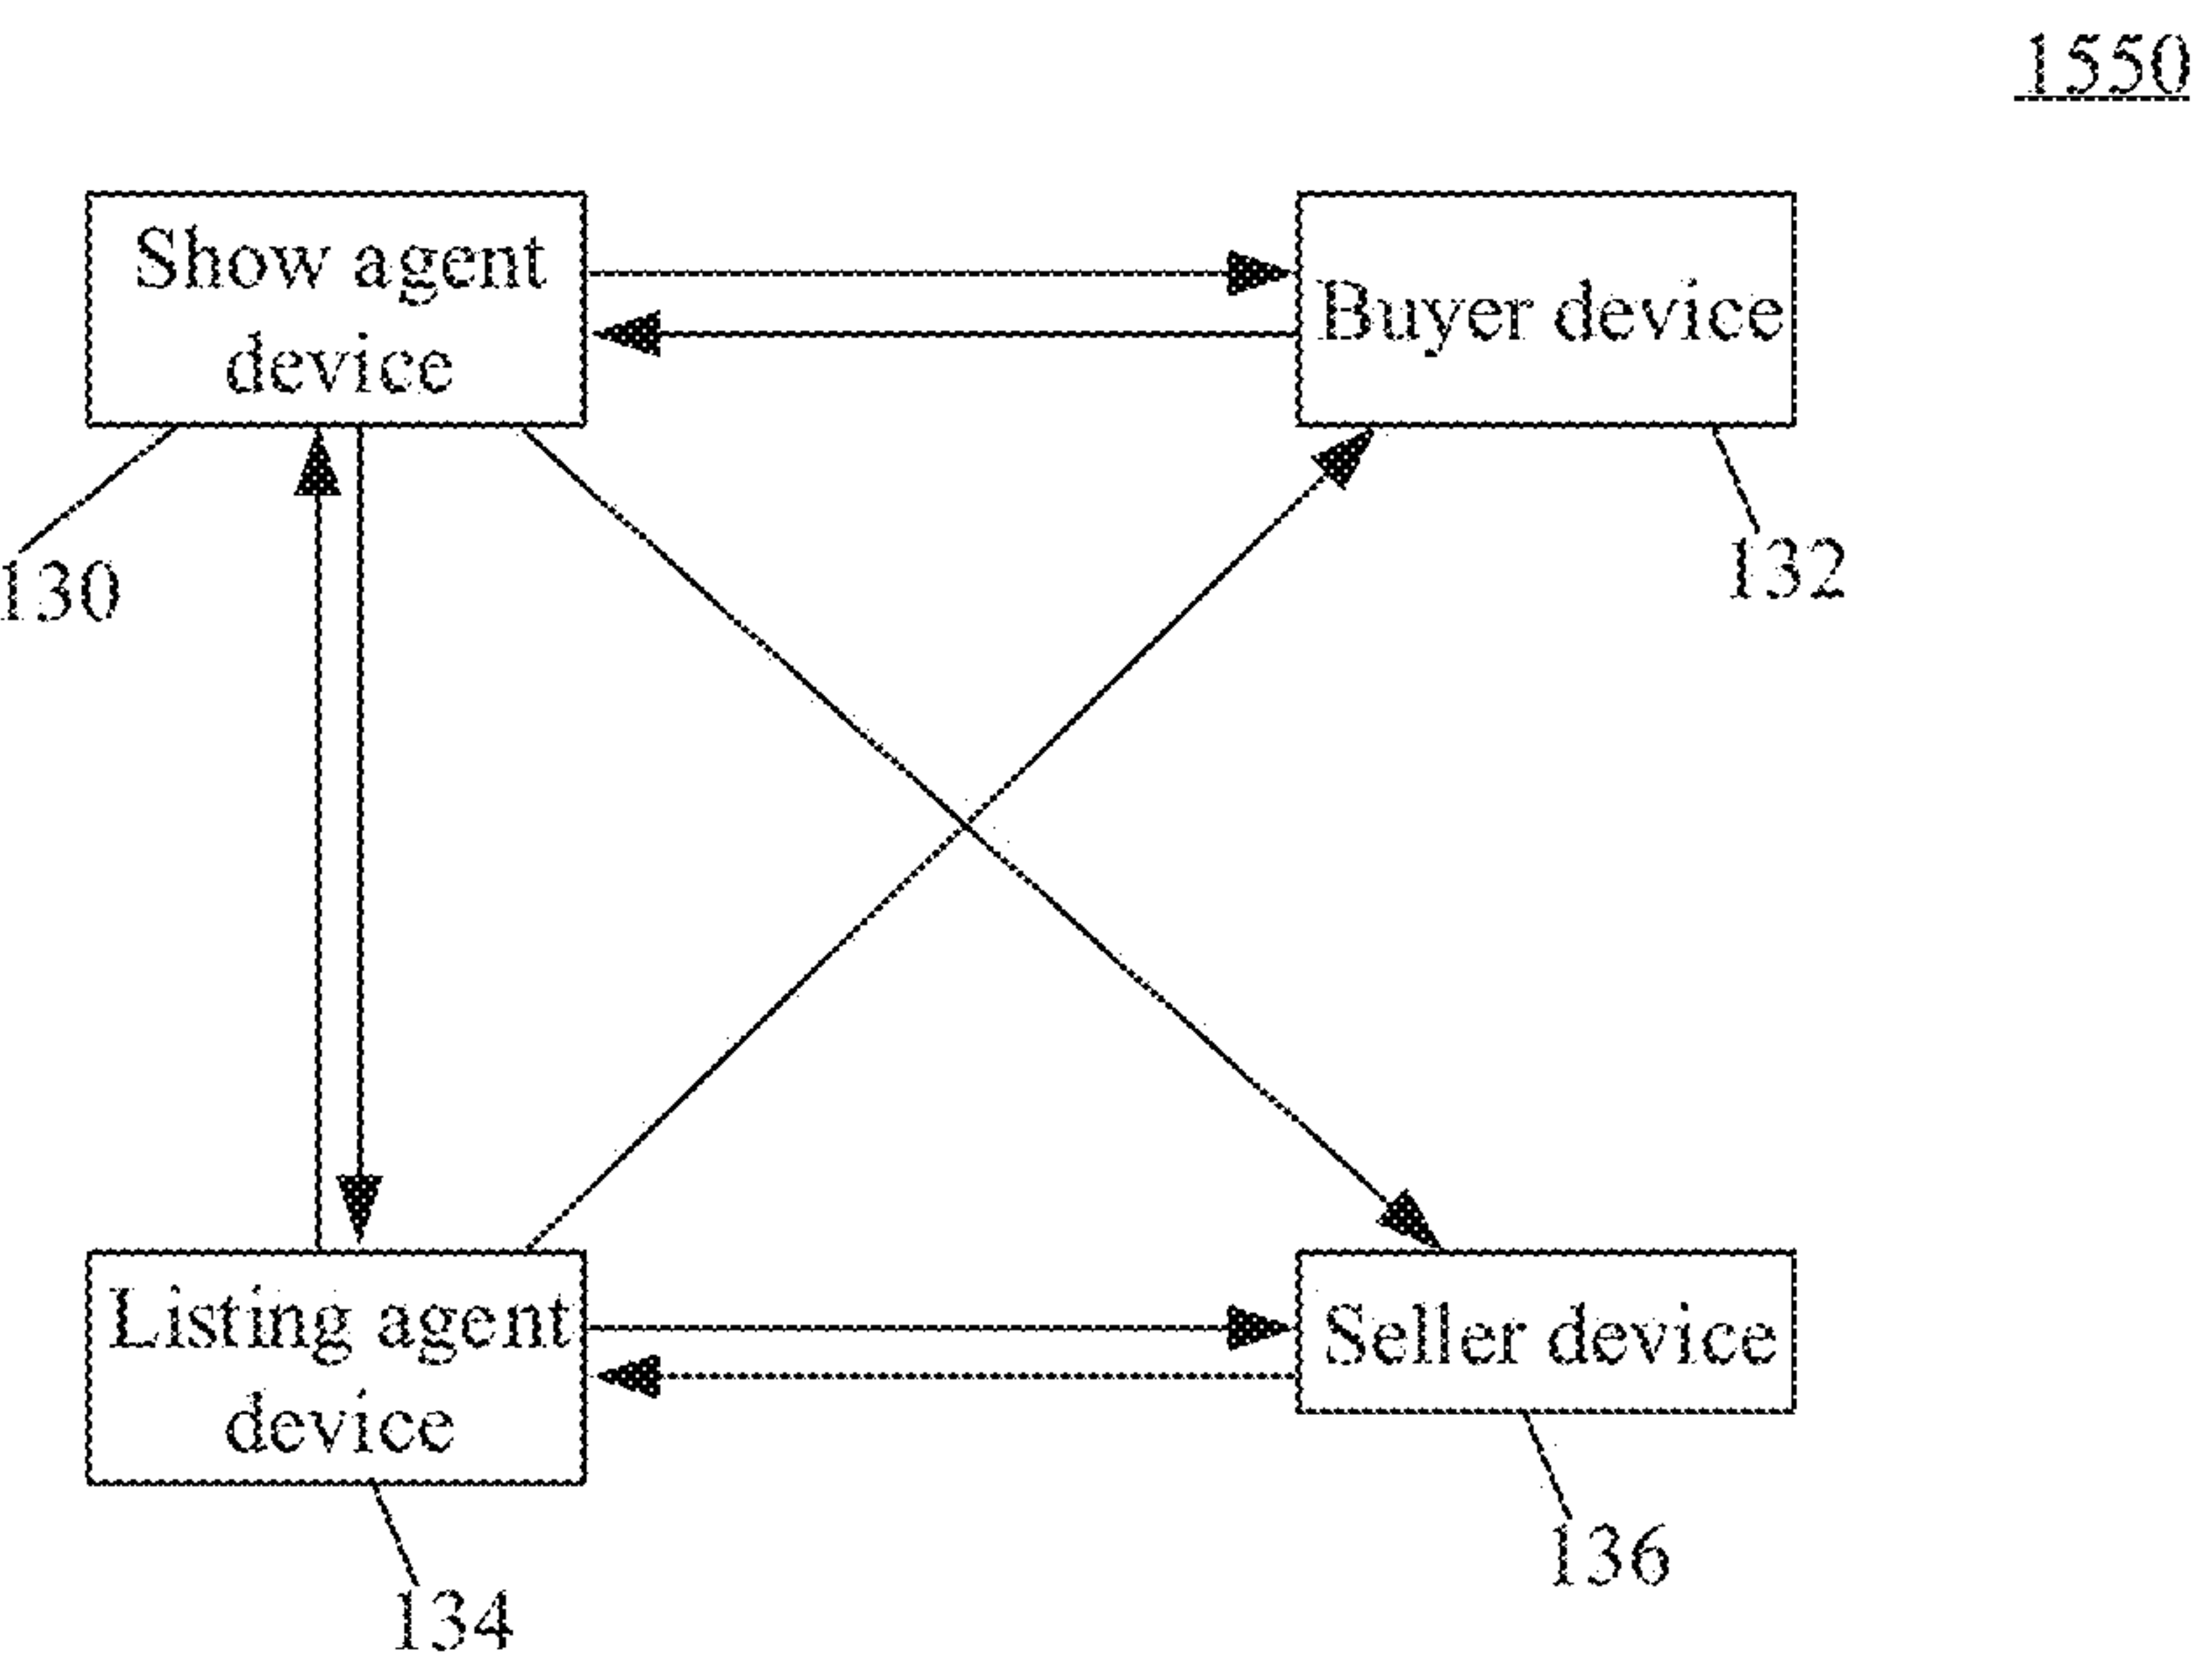 1550
Show agent
device
Buyer device
130
132
Listing agent
device
Seller device
136
134